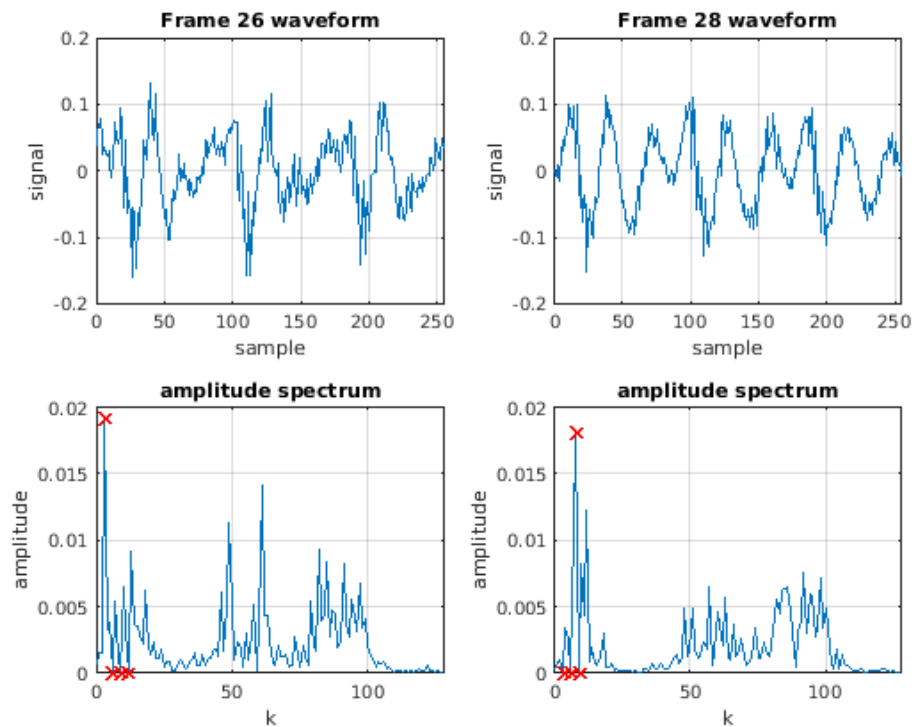 Frame 26 waveform
0.2
0.1
0
-0.1
-0.2
signal
0 50 100 150 200 250
sample
Frame 28 waveform
0.2
0.1
0
-0.1
-0.2
signal
0 50 100 150 200 250
sample
amplitude spectrum
0.02
0.015
0.01
0.005
0
amplitude
0 50 100
k
amplitude spectrum
0.02
0.015
0.01
0.005
0
amplitude
0 50 100
k